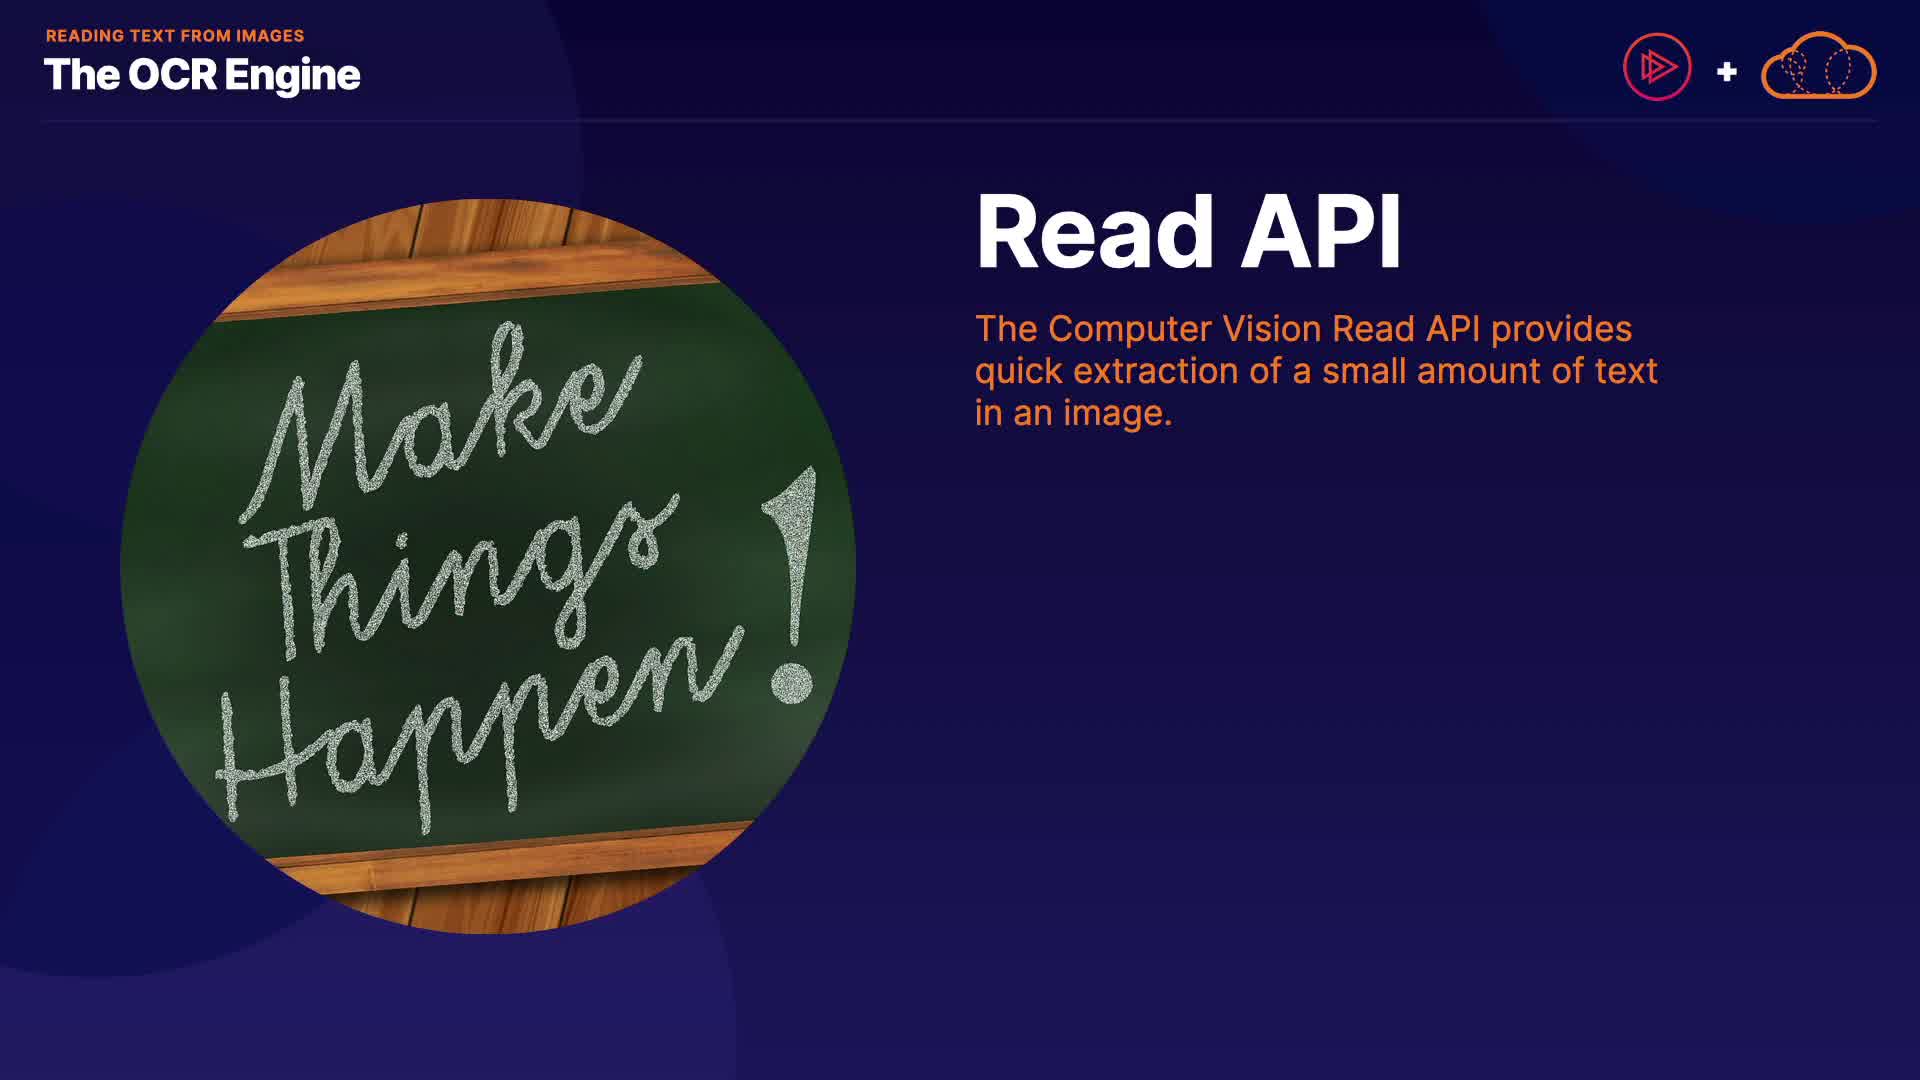 READING TEXT FROM IMAGES
The OCR Engine
+
Read API
The Computer Vision Read API provides
quick extraction of a small amount of text
in an image.
Make
Things
Happen!